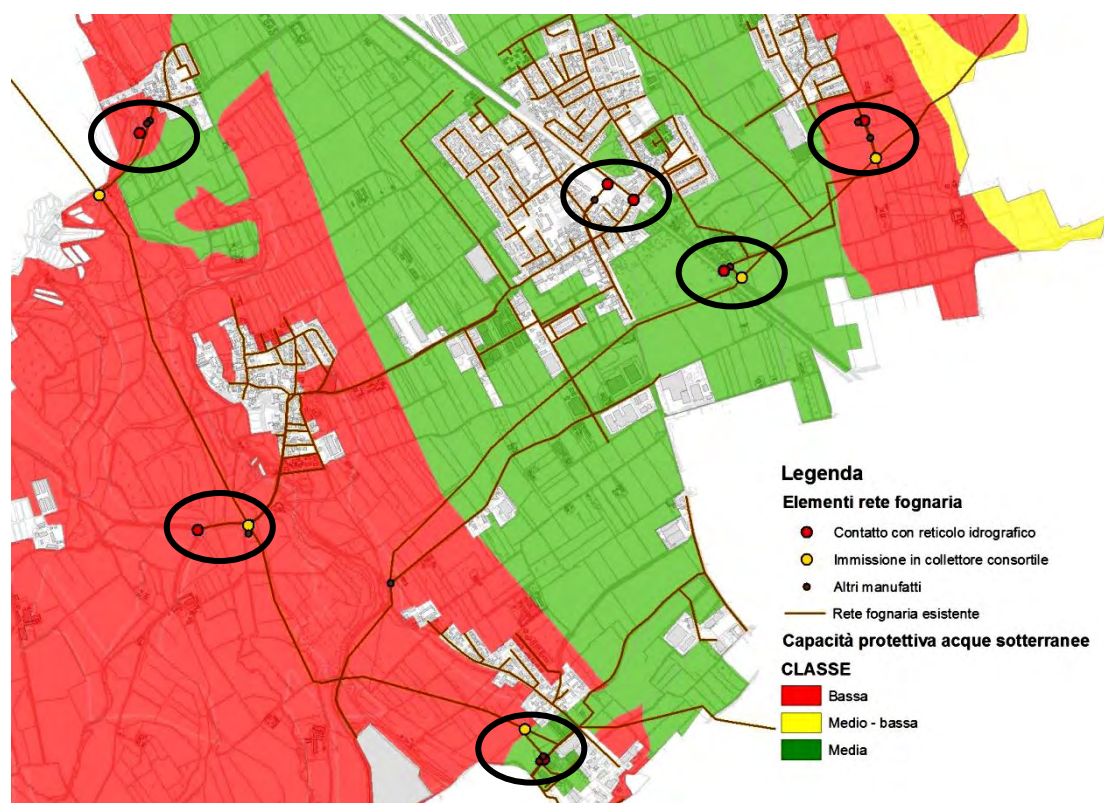 Legenda
Elementi rete fognaria
Contatto con reticolo idrografico
Immissione in collettore consortile
Altri manufatti
Rete fognaria esistente
Capacità protettiva acque sotterranee
CLASSE
Bassa
Medio - bassa
Media